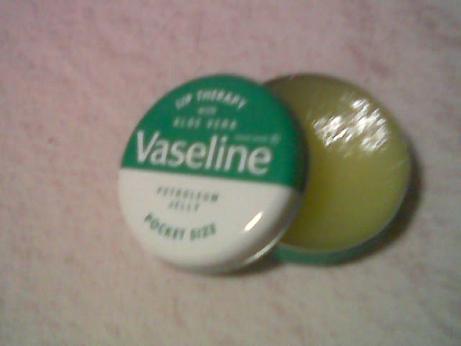 LIP THERAPY
WITH
ALOE VERA
Vaseline
PETROLEUM
JELLY
POCKET SIZE